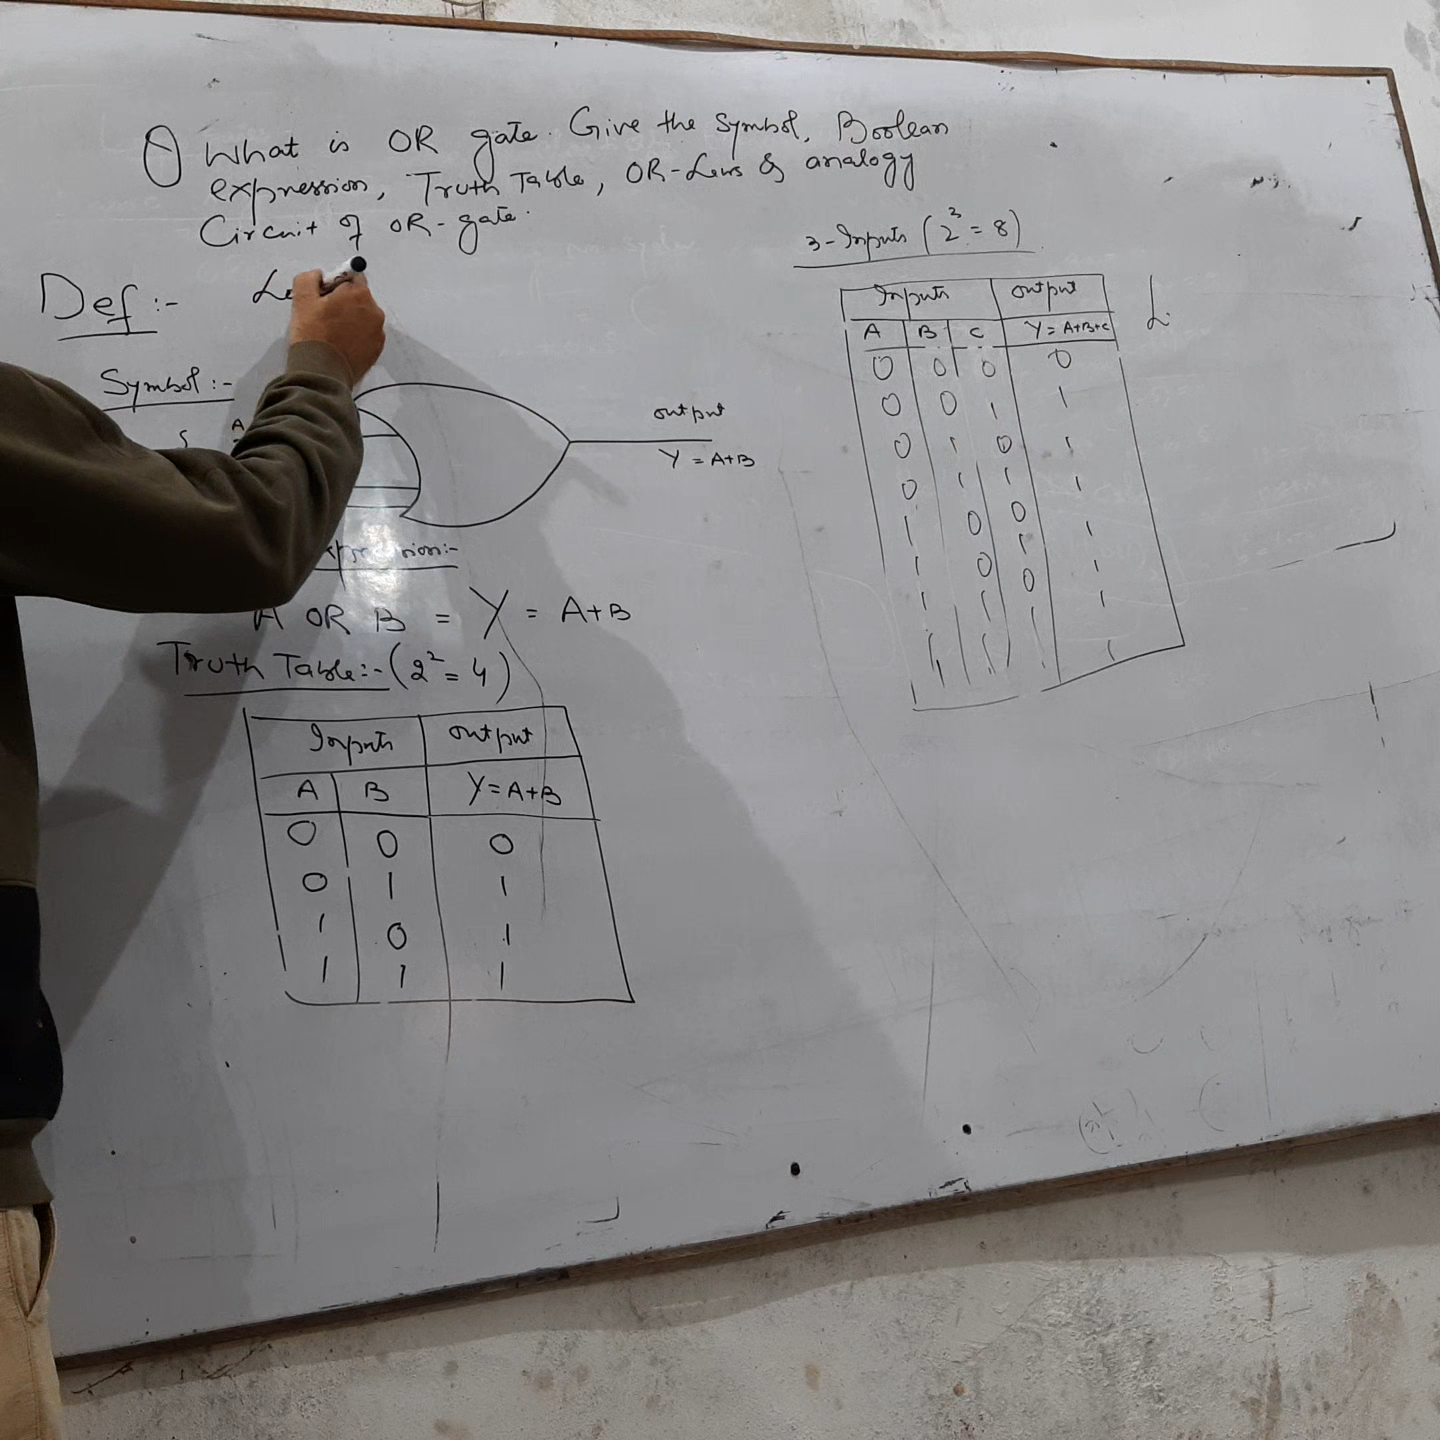 Q What is OR gate. Give the Symbol, Boolean
expression, Truth Table, OR-Laws & analogy
Circuit of OR-gate.
Def:-
Symbol:-
A
output
Y = A+B
A OR B = Y = A+B
Truth Table:- (2² = 4)
Inputs output
A B Y=A+B
0 0 0
0 1 1
1 0 1
1 1 1
3-Inputs (2³ = 8)
Inputs output
A B C Y=A+B+C
0 0 0 0
0 0 1 1
0 1 0 1
0 1 1 1
1 0 0 1
1 0 1 1
1 1 0 1
1 1 1 1